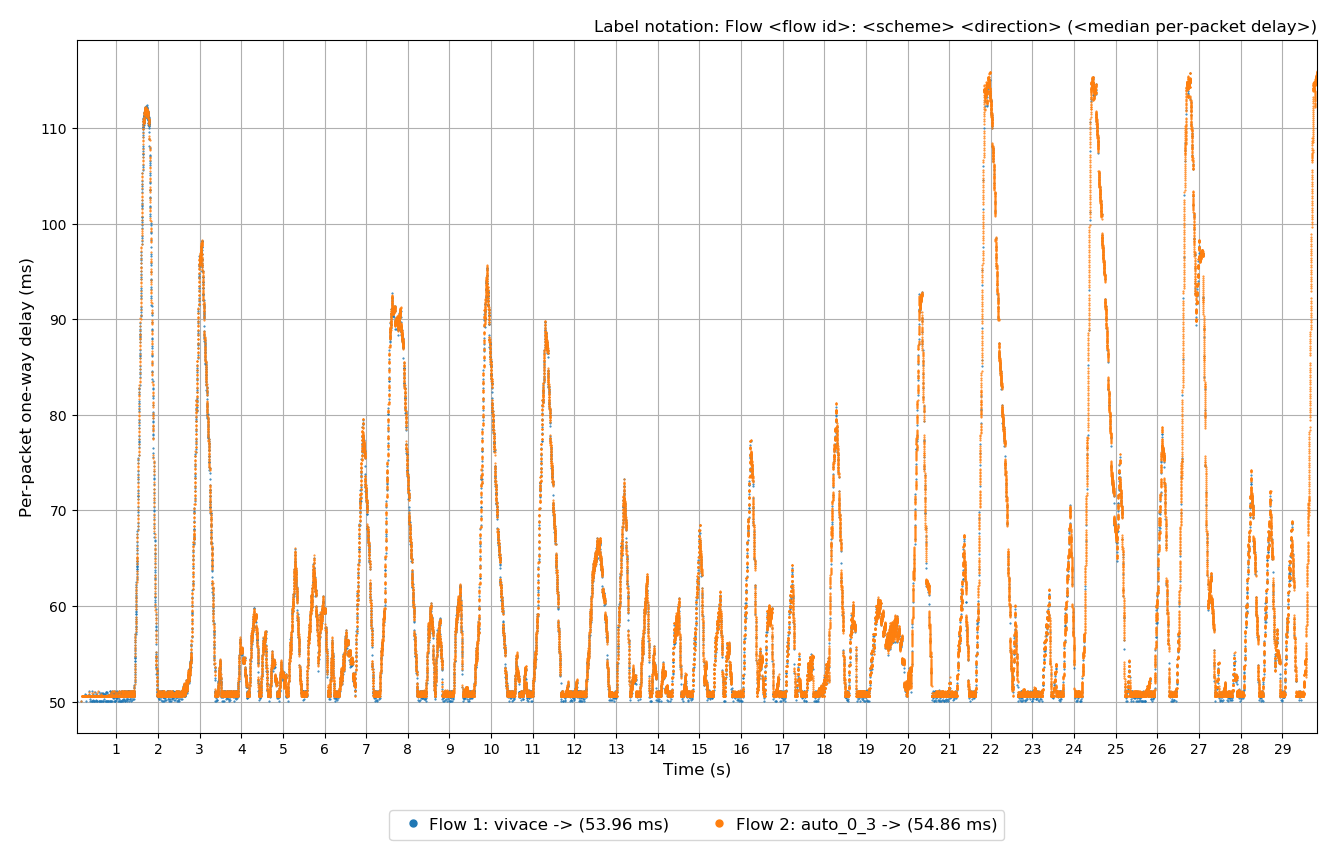 Label notation: Flow <flow id>: <scheme> <direction> (<median per-packet delay>)
Per-packet one-way delay (ms)
110
100
90
80
70
60
50
1 2 3 4 5 6 7 8 9 10 11 12 13 14 15 16 17 18 19 20 21 22 23 24 25 26 27 28 29
Time (s)
Flow 1: vivace -> (53.96 ms)
Flow 2: auto_0_3 -> (54.86 ms)